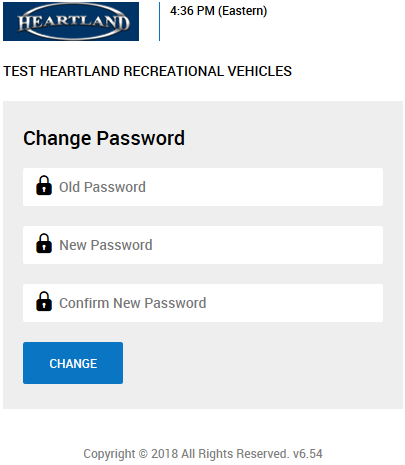 HEARTLAND
4:36 PM (Eastern)
TEST HEARTLAND RECREATIONAL VEHICLES
Change Password
Old Password
New Password
Confirm New Password
CHANGE
Copyright © 2018 All Rights Reserved. v6.54